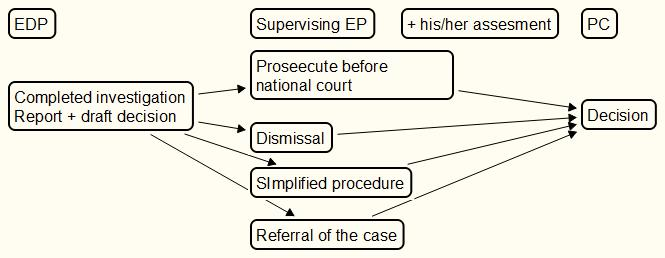 EDP
Supervising EP
+ his/her assesment
PC
Proseecute before
national court
Completed investigation
Report + draft decision
Decision
Dismissal
SImplified procedure
Referral of the case